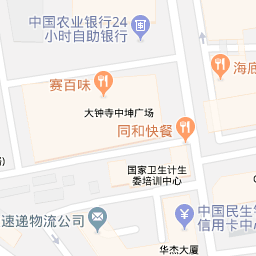 中国农业银行24
小时自助银行
海底
赛百味
大钟寺中坤广场
同和快餐
路)
国家卫生计生
委培训中心
速递物流公司
中国民生
信用卡中心
华杰大厦